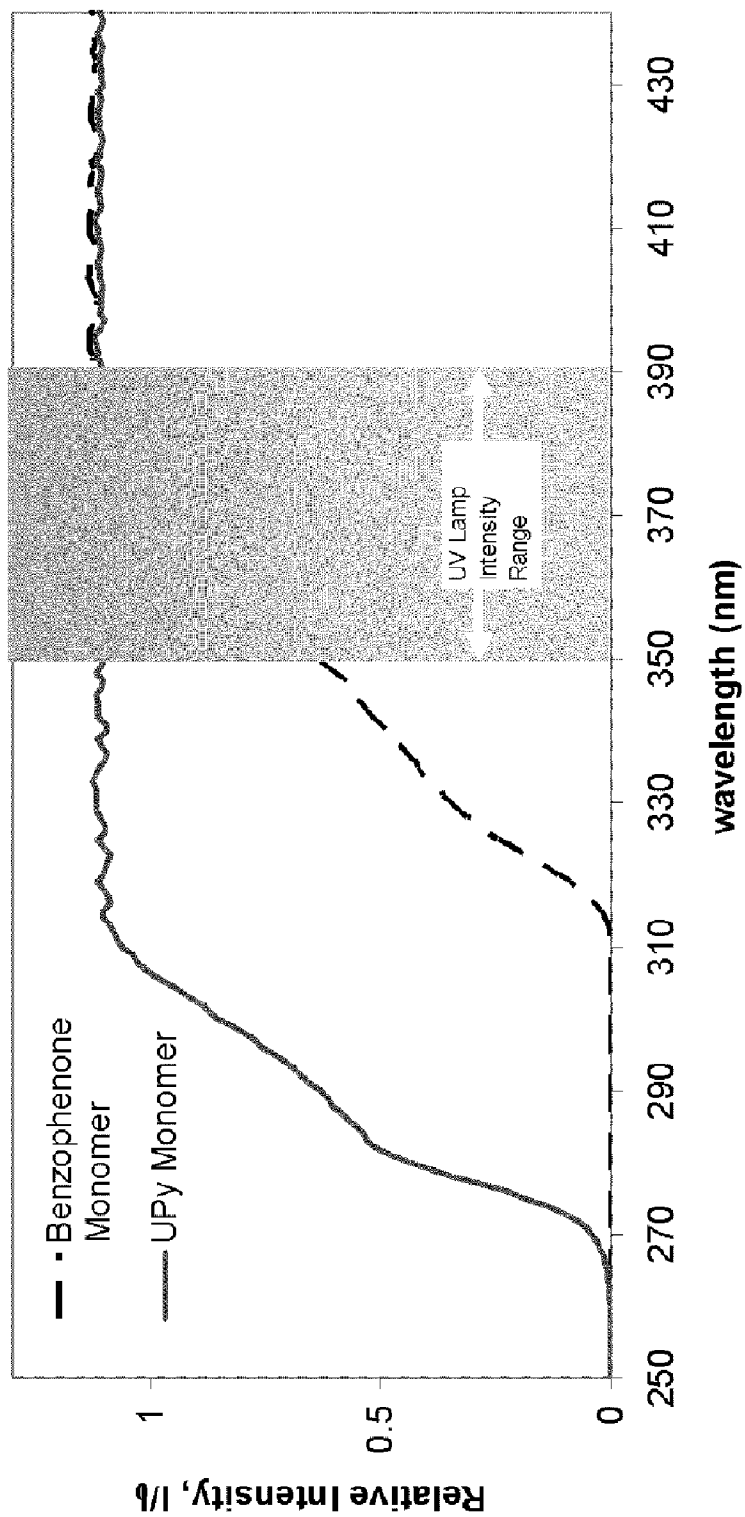 Benzophenone
Monomer
UPy Monomer
Relative Intensity, I/I₀
1
0.5
0
UV Lamp
Intensity
Range
250
270
290
310
330
350
370
390
410
430
wavelength (nm)